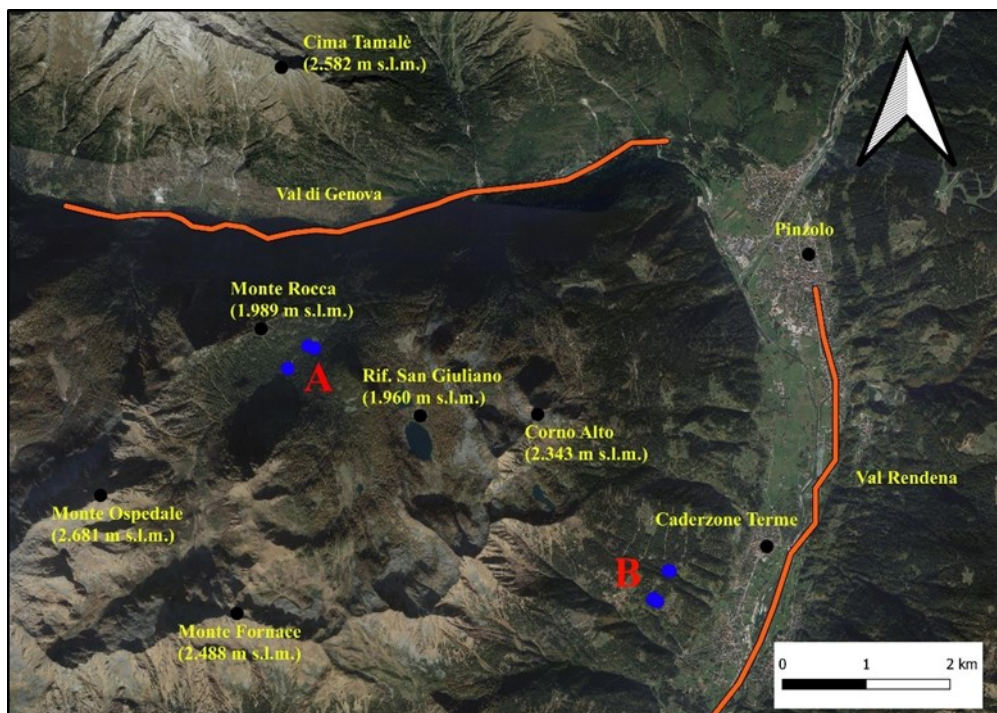 Cima Tamalè
(2.582 m s.l.m.)
Val di Genova
Pinzolo
Monte Rocca
(1.989 m s.l.m.)
A
Rif. San Giuliano
(1.960 m s.l.m.)
Corno Alto
(2.343 m s.l.m.)
Val Rendena
Monte Ospedale
(2.681 m s.l.m.)
Caderzone Terme
B
Monte Fornace
(2.488 m s.l.m.)
0 1 2 km